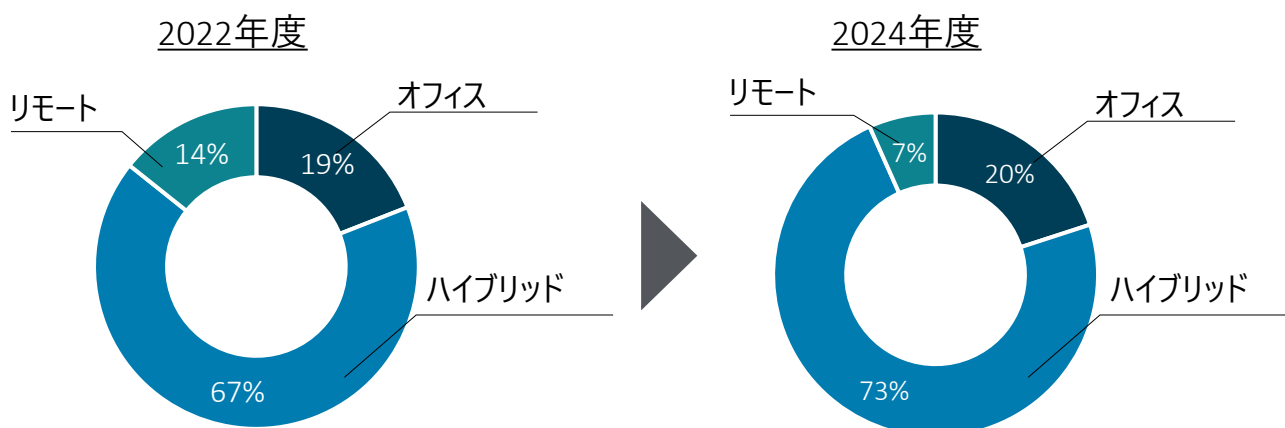 2022年度
リモート
オフィス
14%
19%
ハイブリッド
67%
2024年度
リモート
オフィス
7%
20%
ハイブリッド
73%